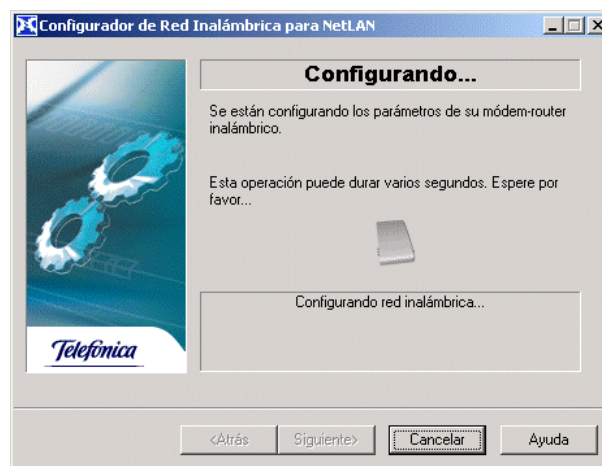 Configurador de Red Inalámbrica para NetLAN
Configurando...
Se están configurando los parámetros de su módem-router
inalámbrico.
Esta operación puede durar varios segundos. Espere por
favor...
Configurando red inalámbrica...
Telefónica
<Atrás
Siguiente>
Cancelar
Ayuda